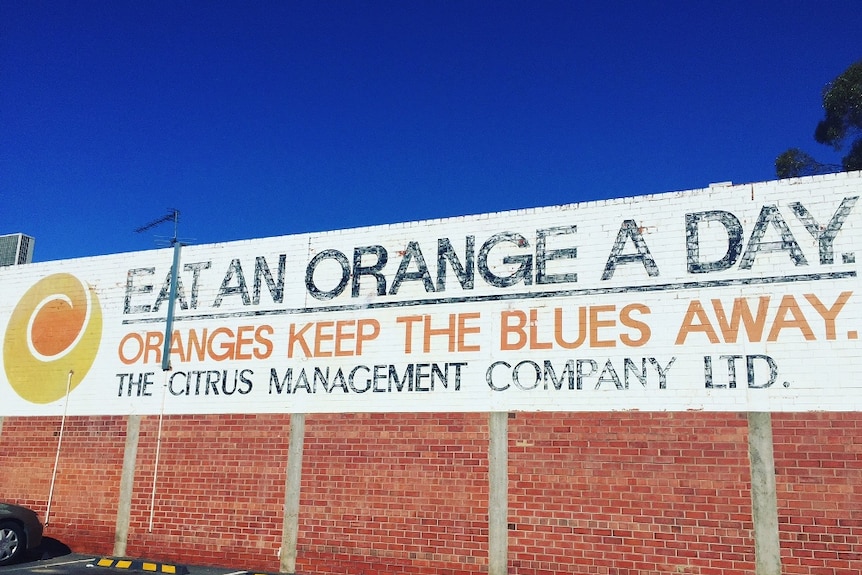 EAT AN ORANGE A DAY.
ORANGES KEEP THE BLUES AWAY.
THE CITRUS MANAGEMENT COMPANY LTD.